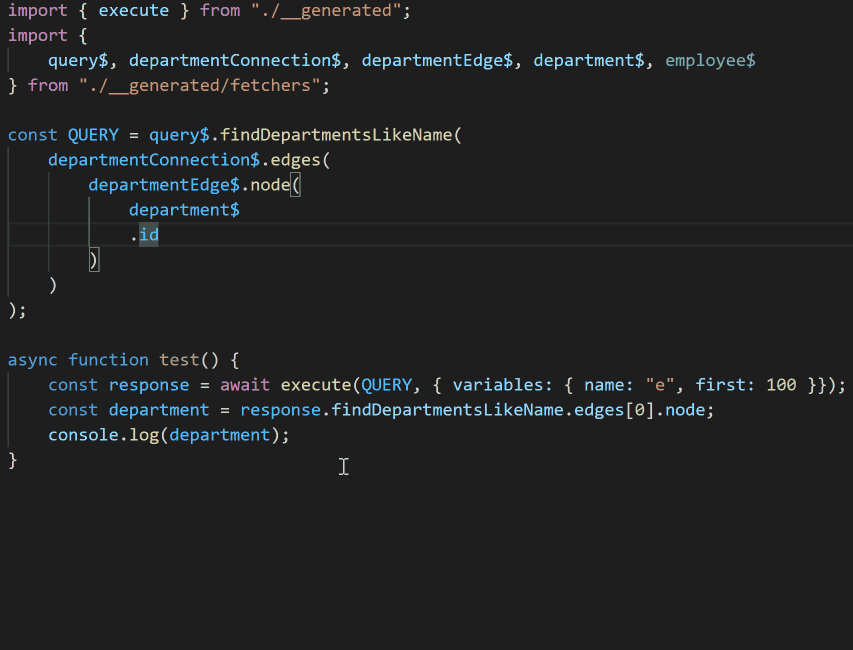 import { execute } from "./__generated";
import {
    query$, departmentConnection$, departmentEdge$, department$, employee$
} from "./__generated/fetchers";

const QUERY = query$.findDepartmentsLikeName(
    departmentConnection$.edges(
        departmentEdge$.node(
            department$
            .id
        )
    )
);

async function test() {
    const response = await execute(QUERY, { variables: { name: "e", first: 100 }});
    const department = response.findDepartmentsLikeName.edges[0].node;
    console.log(department);
}